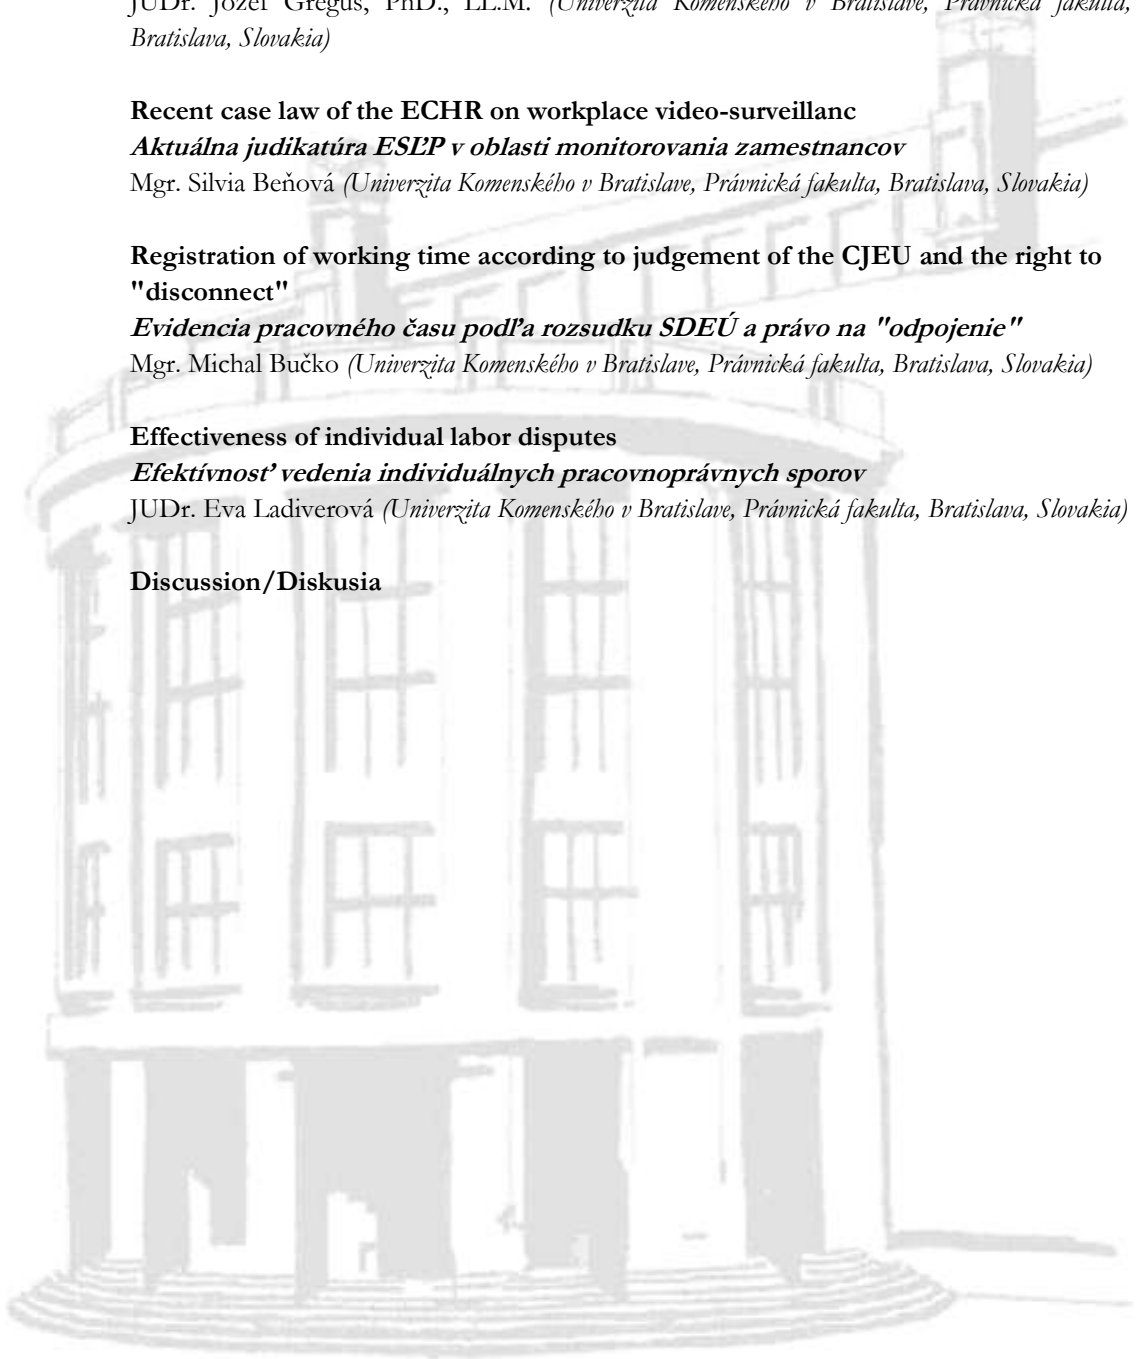 JUDr. Jozef Greguš, PhD., LL.M. (Univerzita Komenského v Bratislave, Právnická fakulta,
Bratislava, Slovakia)
Recent case law of the ECHR on workplace video-surveillanc
Aktuálna judikatúra ESĽP v oblasti monitorovania zamestnancov
Mgr. Silvia Beňová (Univerzita Komenského v Bratislave, Právnická fakulta, Bratislava, Slovakia)
Registration of working time according to judgement of the CJEU and the right to
"disconnect"
Evidencia pracovného času podľa rozsudku SDEÚ a právo na "odpojenie"
Mgr. Michal Bučko (Univerzita Komenského v Bratislave, Právnická fakulta, Bratislava, Slovakia)
Effectiveness of individual labor disputes
Efektívnosť vedenia individuálnych pracovnoprávnych sporov
JUDr. Eva Ladiverová (Univerzita Komenského v Bratislave, Právnická fakulta, Bratislava, Slovakia)
Discussion/Diskusia